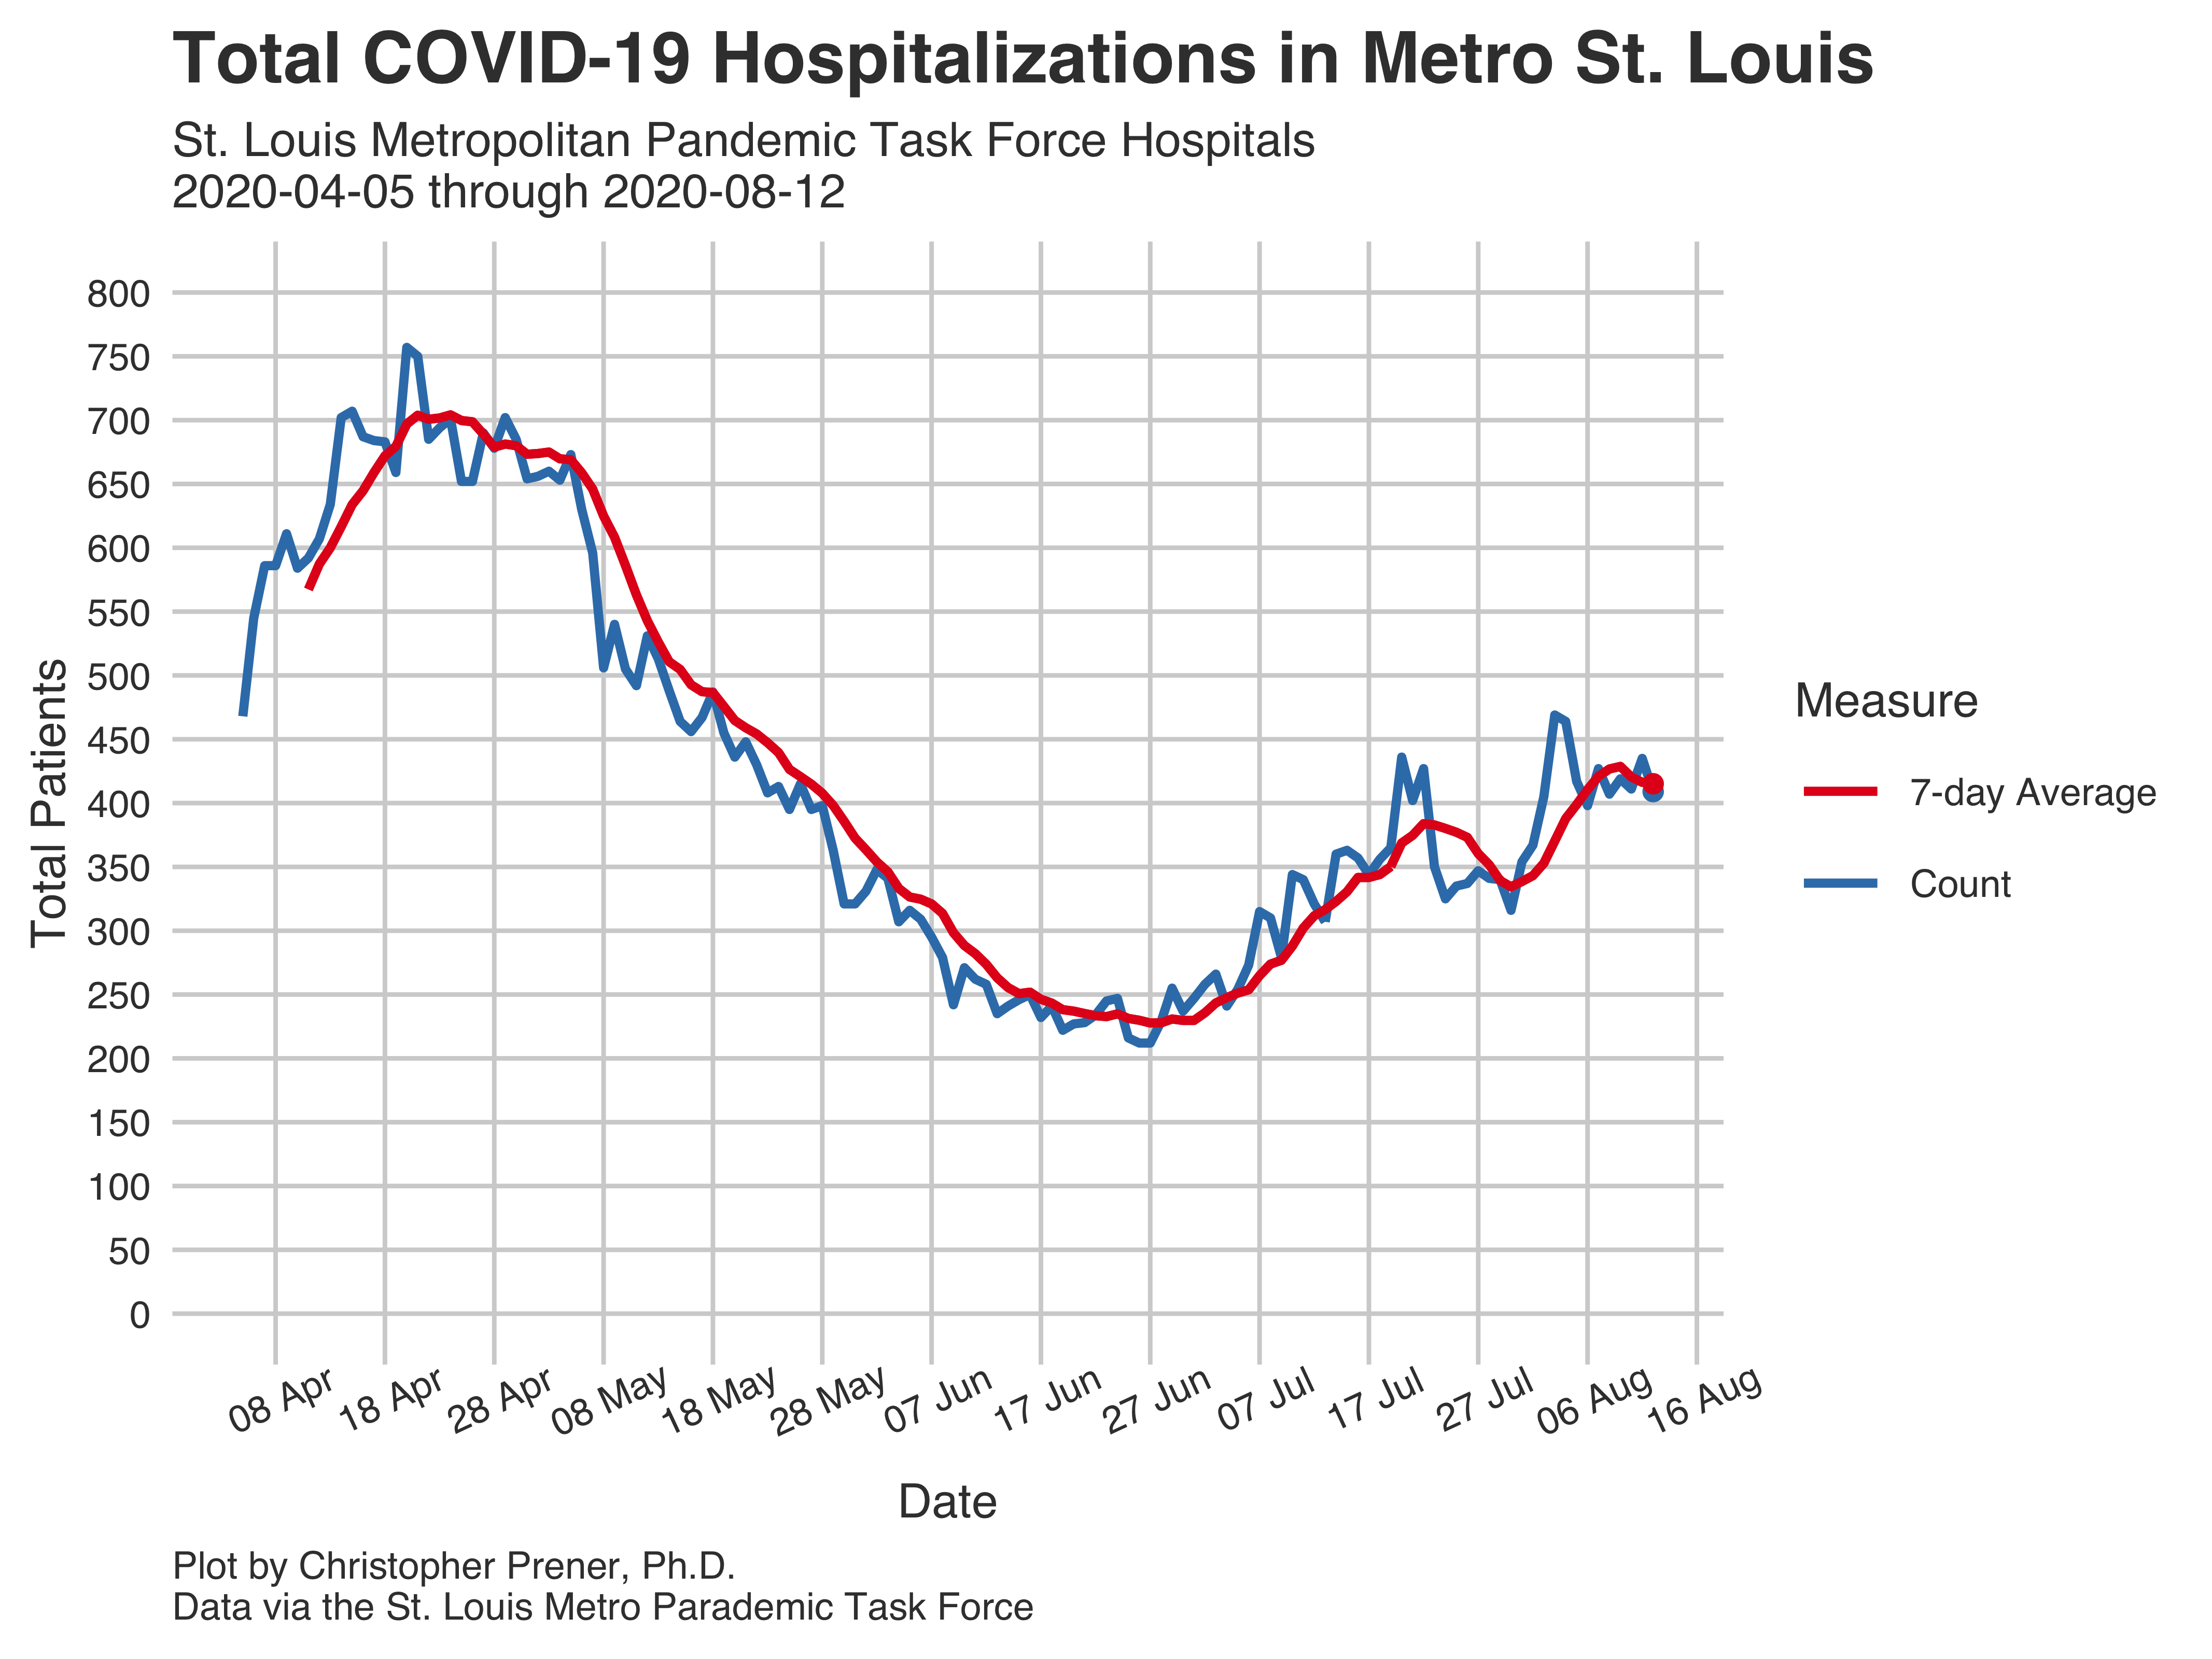 Total COVID-19 Hospitalizations in Metro St. Louis
St. Louis Metropolitan Pandemic Task Force Hospitals
2020-04-05 through 2020-08-12
Total Patients
800
750
700
650
600
550
500
450
400
350
300
250
200
150
100
50
0
08 Apr
18 Apr
28 Apr
08 May
18 May
28 May
07 Jun
17 Jun
27 Jun
07 Jul
17 Jul
27 Jul
06 Aug
16 Aug
Date
Measure
7-day Average
Count
Plot by Christopher Prener, Ph.D.
Data via the St. Louis Metro Parademic Task Force